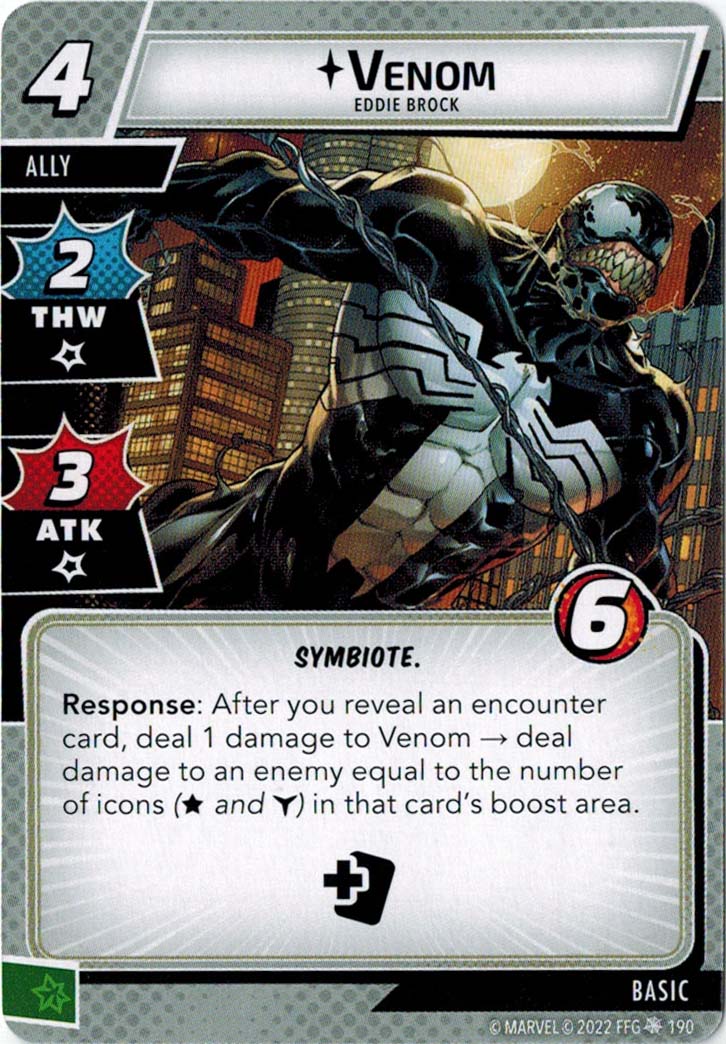 4
VENOM
EDDIE BROCK
ALLY
2
THW
3
ATK
6
SYMBIOTE.
Response: After you reveal an encounter
card, deal 1 damage to Venom → deal
damage to an enemy equal to the number
of icons (★ and ) in that card's boost area.
BASIC
© MARVEL © 2022 FFG 190